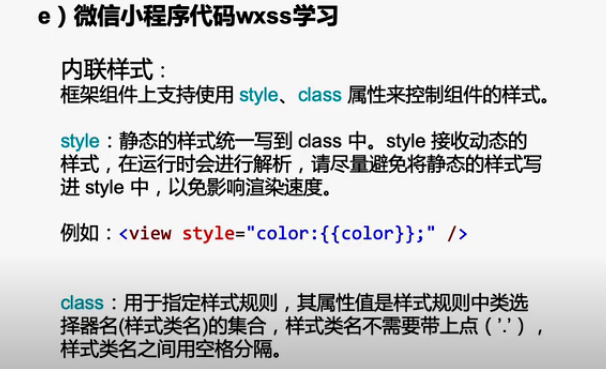 e）微信小程序代码wxss学习
内联样式：
框架组件上支持使用 style、class 属性来控制组件的样式。
style：静态的样式统一写到 class 中。style 接收动态的
样式，在运行时会进行解析，请尽量避免将静态的样式写
进 style 中，以免影响渲染速度。
例如：<view style="color:{{color}};" />
class：用于指定样式规则，其属性值是样式规则中类选
择器名(样式类名)的集合，样式类名不需要带上点（'.'），
样式类名之间用空格分隔。